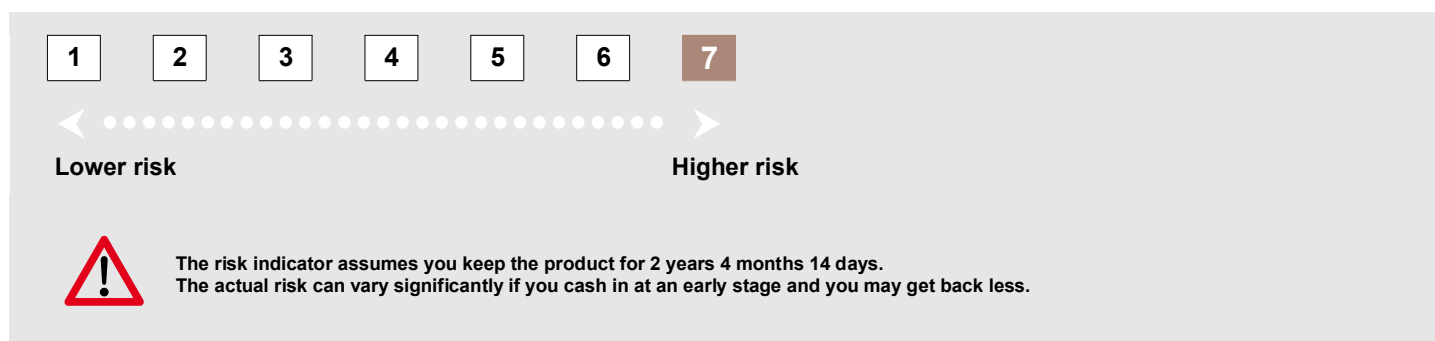 1 2 3 4 5 6 7
Lower risk Higher risk
The risk indicator assumes you keep the product for 2 years 4 months 14 days.
The actual risk can vary significantly if you cash in at an early stage and you may get back less.